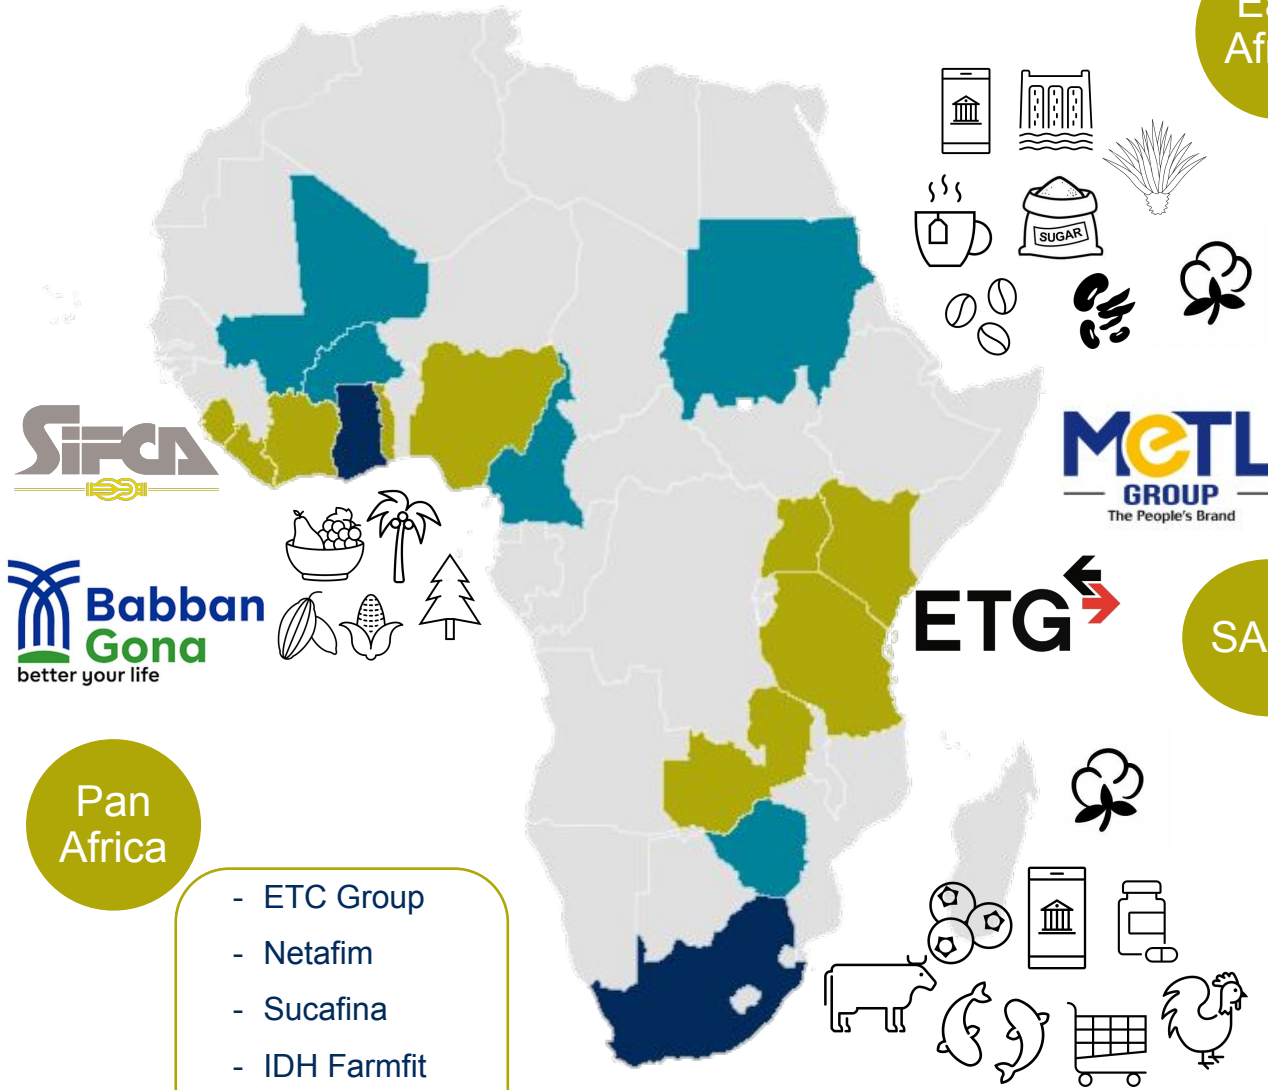 Afr
SUGAR
SiFCA
METL
GROUP
The People's Brand
Babban
Gona
better your life
ETG
SA
Pan
Africa
- ETC Group
- Netafim
- Sucafina
- IDH Farmfit